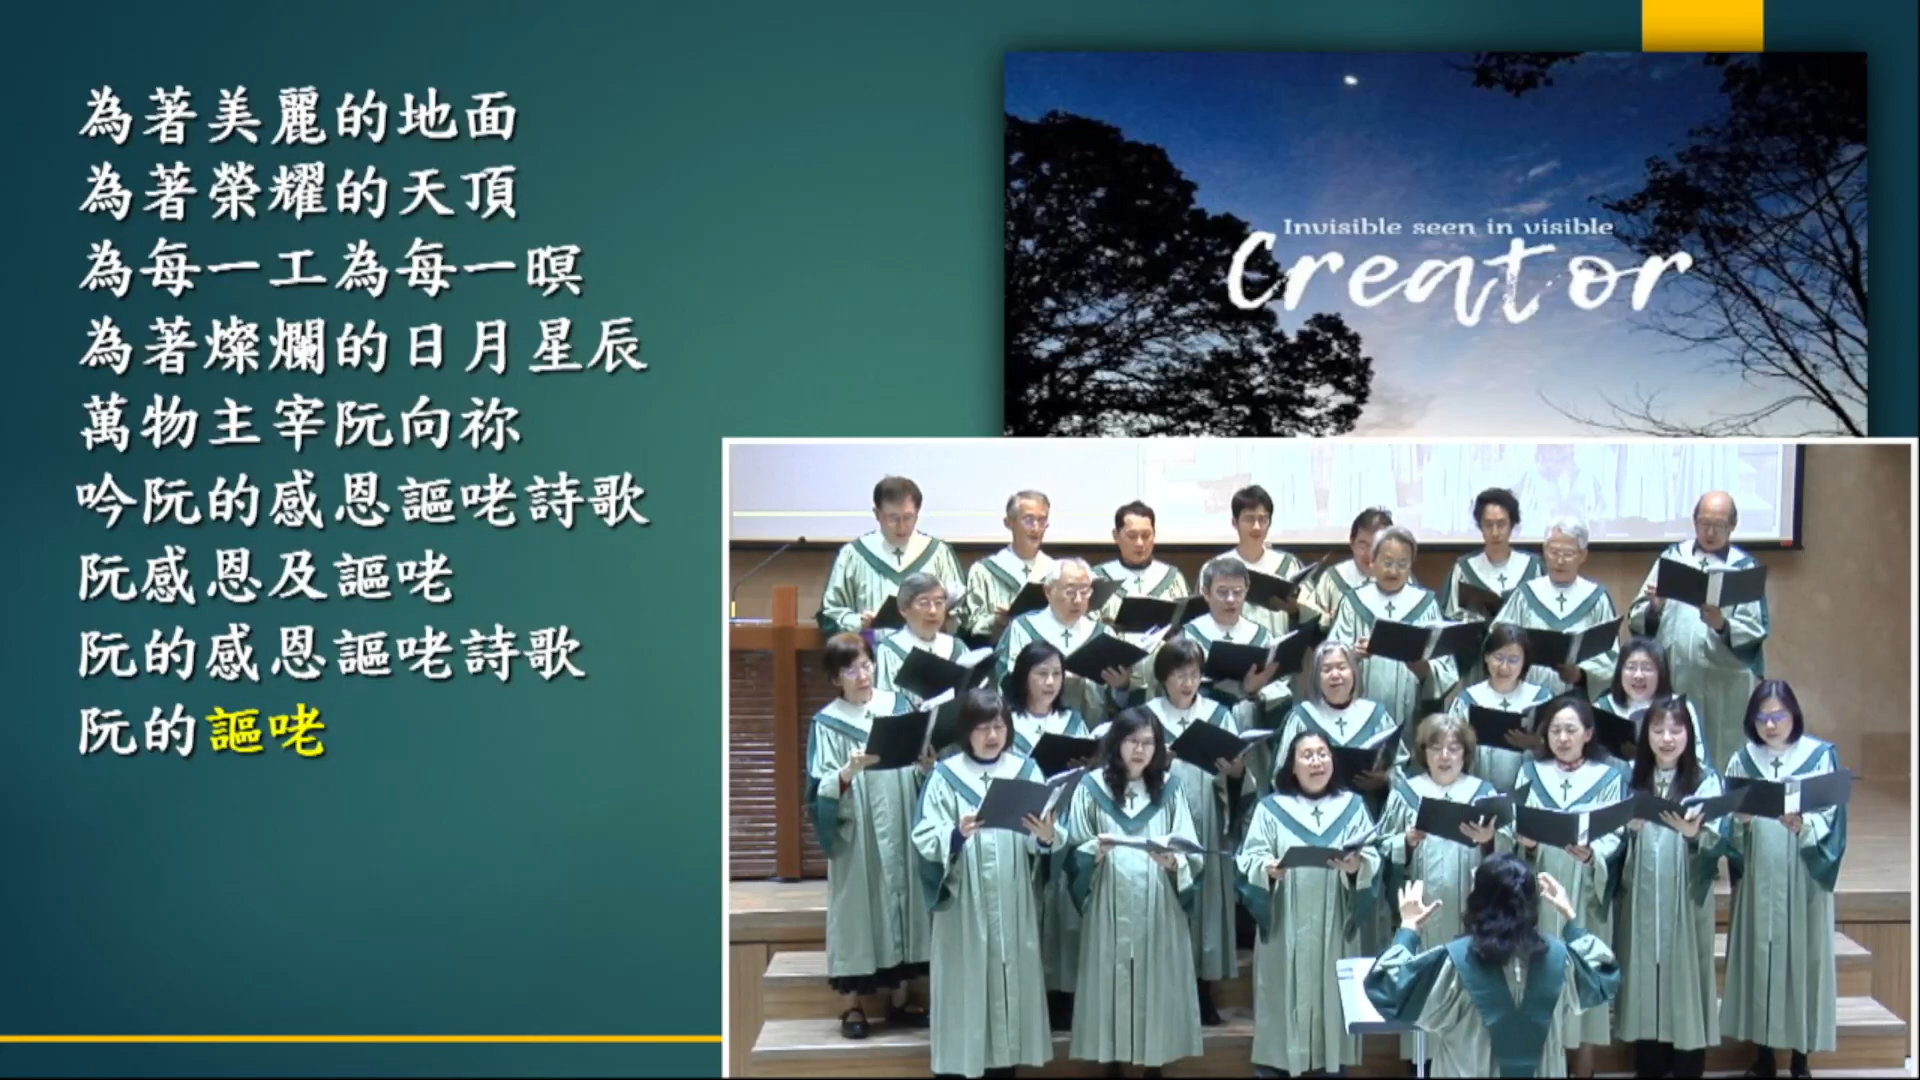 為著美麗的地面
為著榮耀的天頂
為每一工為每一暝
為著燦爛的日月星辰
萬物主宰阮向祢
吟阮的感恩謳咾詩歌
阮感恩及謳咾
阮的感恩謳咾詩歌
阮的謳咾
Invisible seen in visible
Creator